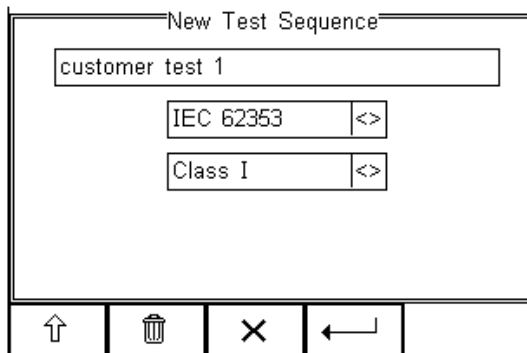 New Test Sequence
customer test 1
IEC 62353 <>
Class I <>